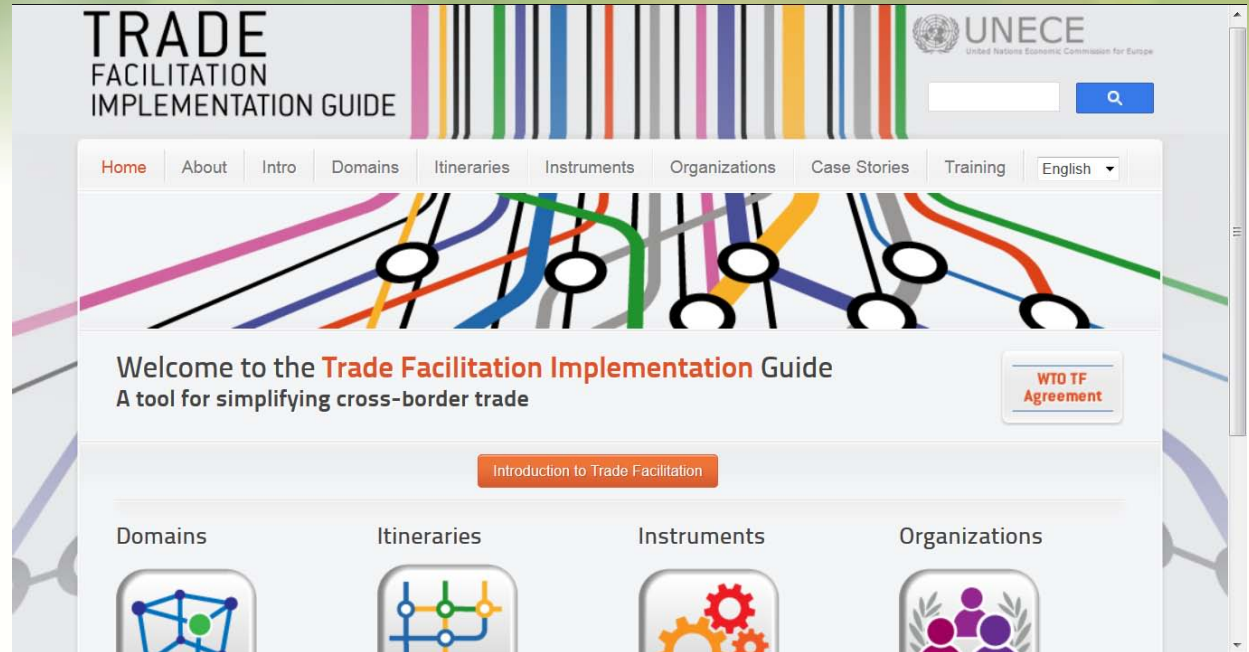 TRADE
FACILITATION
IMPLEMENTATION GUIDE
UNECE
United Nations Economic Commission for Europe
Home About Intro Domains Itineraries Instruments Organizations Case Stories Training English
Welcome to the Trade Facilitation Implementation Guide
A tool for simplifying cross-border trade
WTO TF
Agreement
Introduction to Trade Facilitation
Domains Itineraries Instruments Organizations